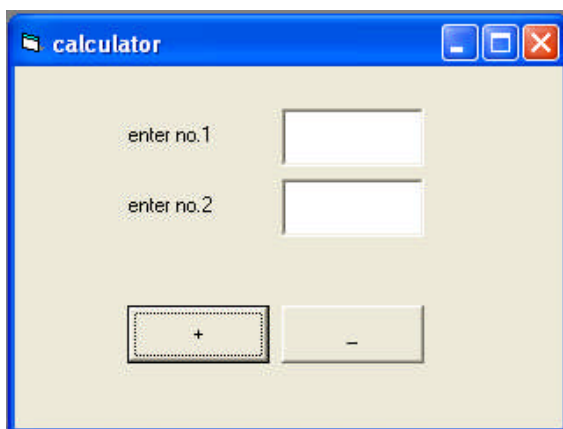 calculator
enter no.1
enter no.2
+ _